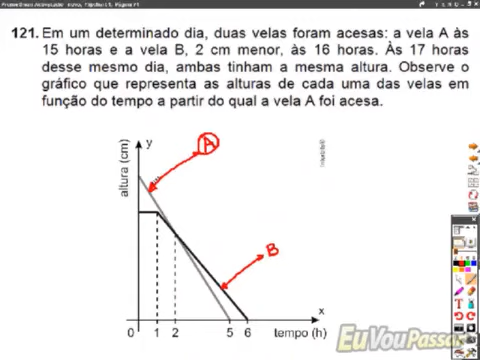 121. Em um determinado dia, duas velas foram acesas: a vela A às
15 horas e a vela B, 2 cm menor, às 16 horas. Às 17 horas
desse mesmo dia, ambas tinham a mesma altura. Observe o
gráfico que representa as alturas de cada uma das velas em
função do tempo a partir do qual a vela A foi acesa.
y
A
altura (cm)
B
x
0 1 2 5 6 tempo (h)
EuVouPassar